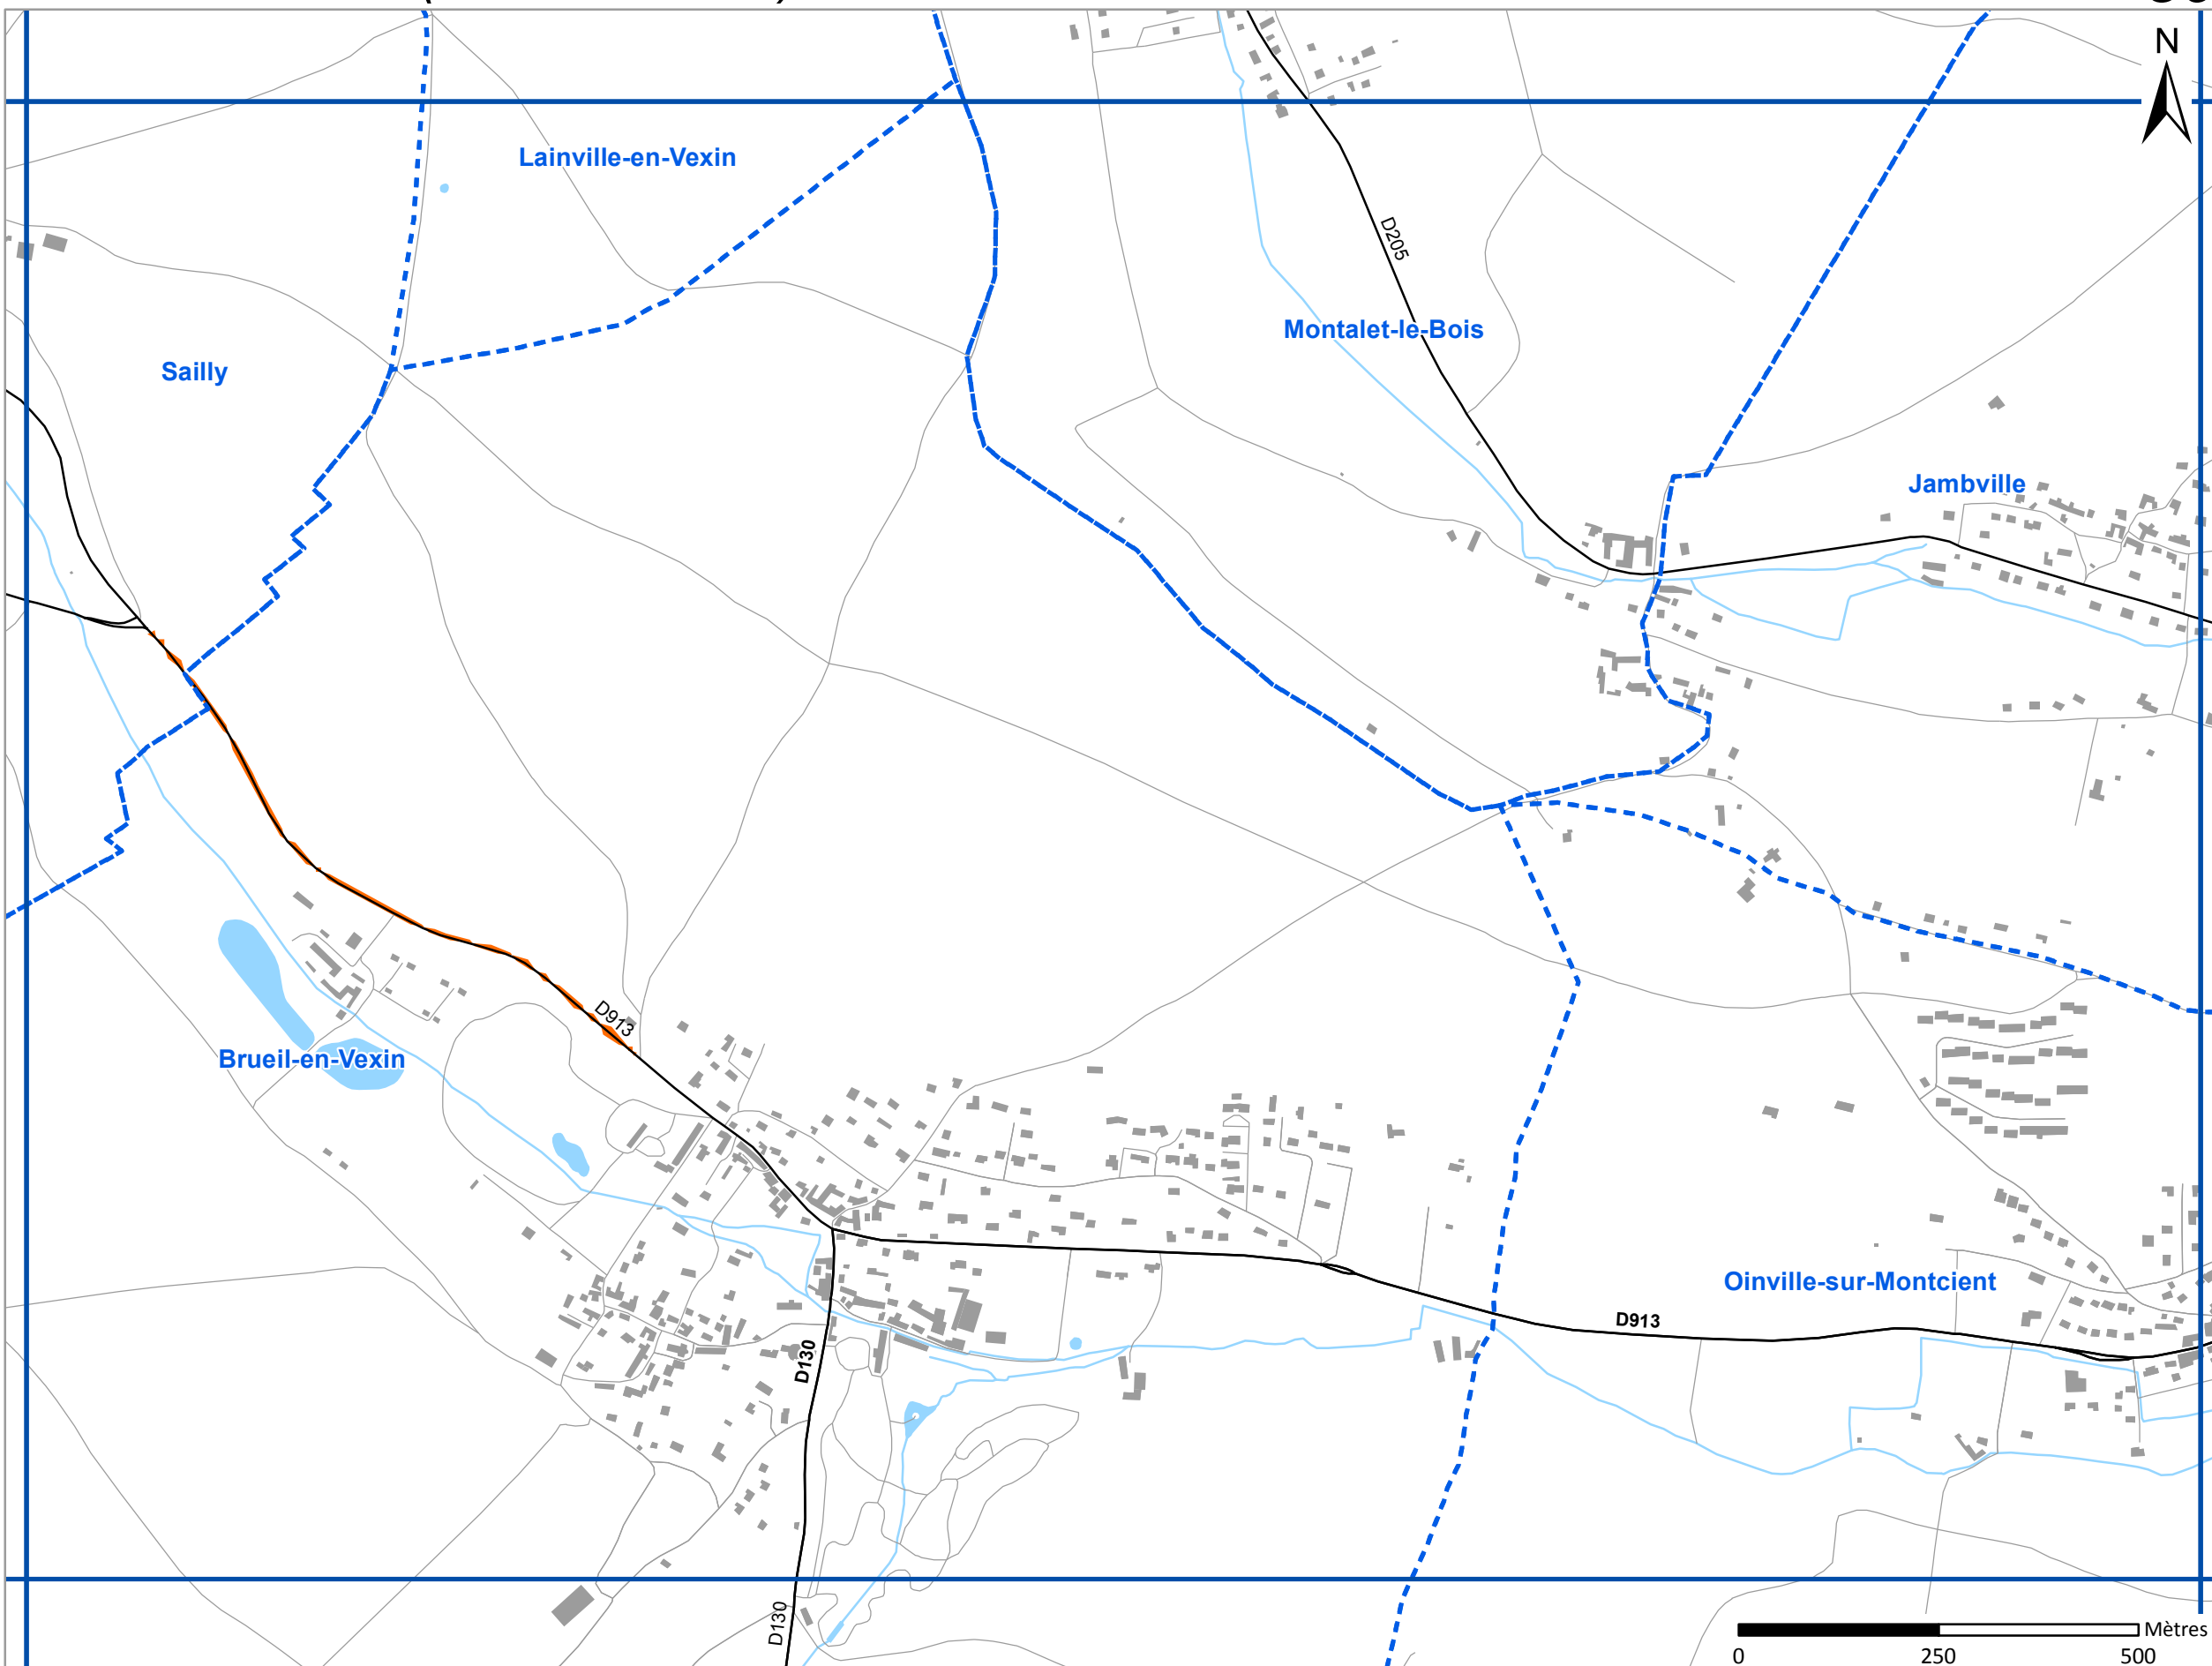 N
Lainville-en-Vexin
D205
Montalet-le-Bois
Sailly
Jambville
D913
Brueil-en-Vexin
Oinville-sur-Montcient
D913
D130
D130
Mètres
0 250 500